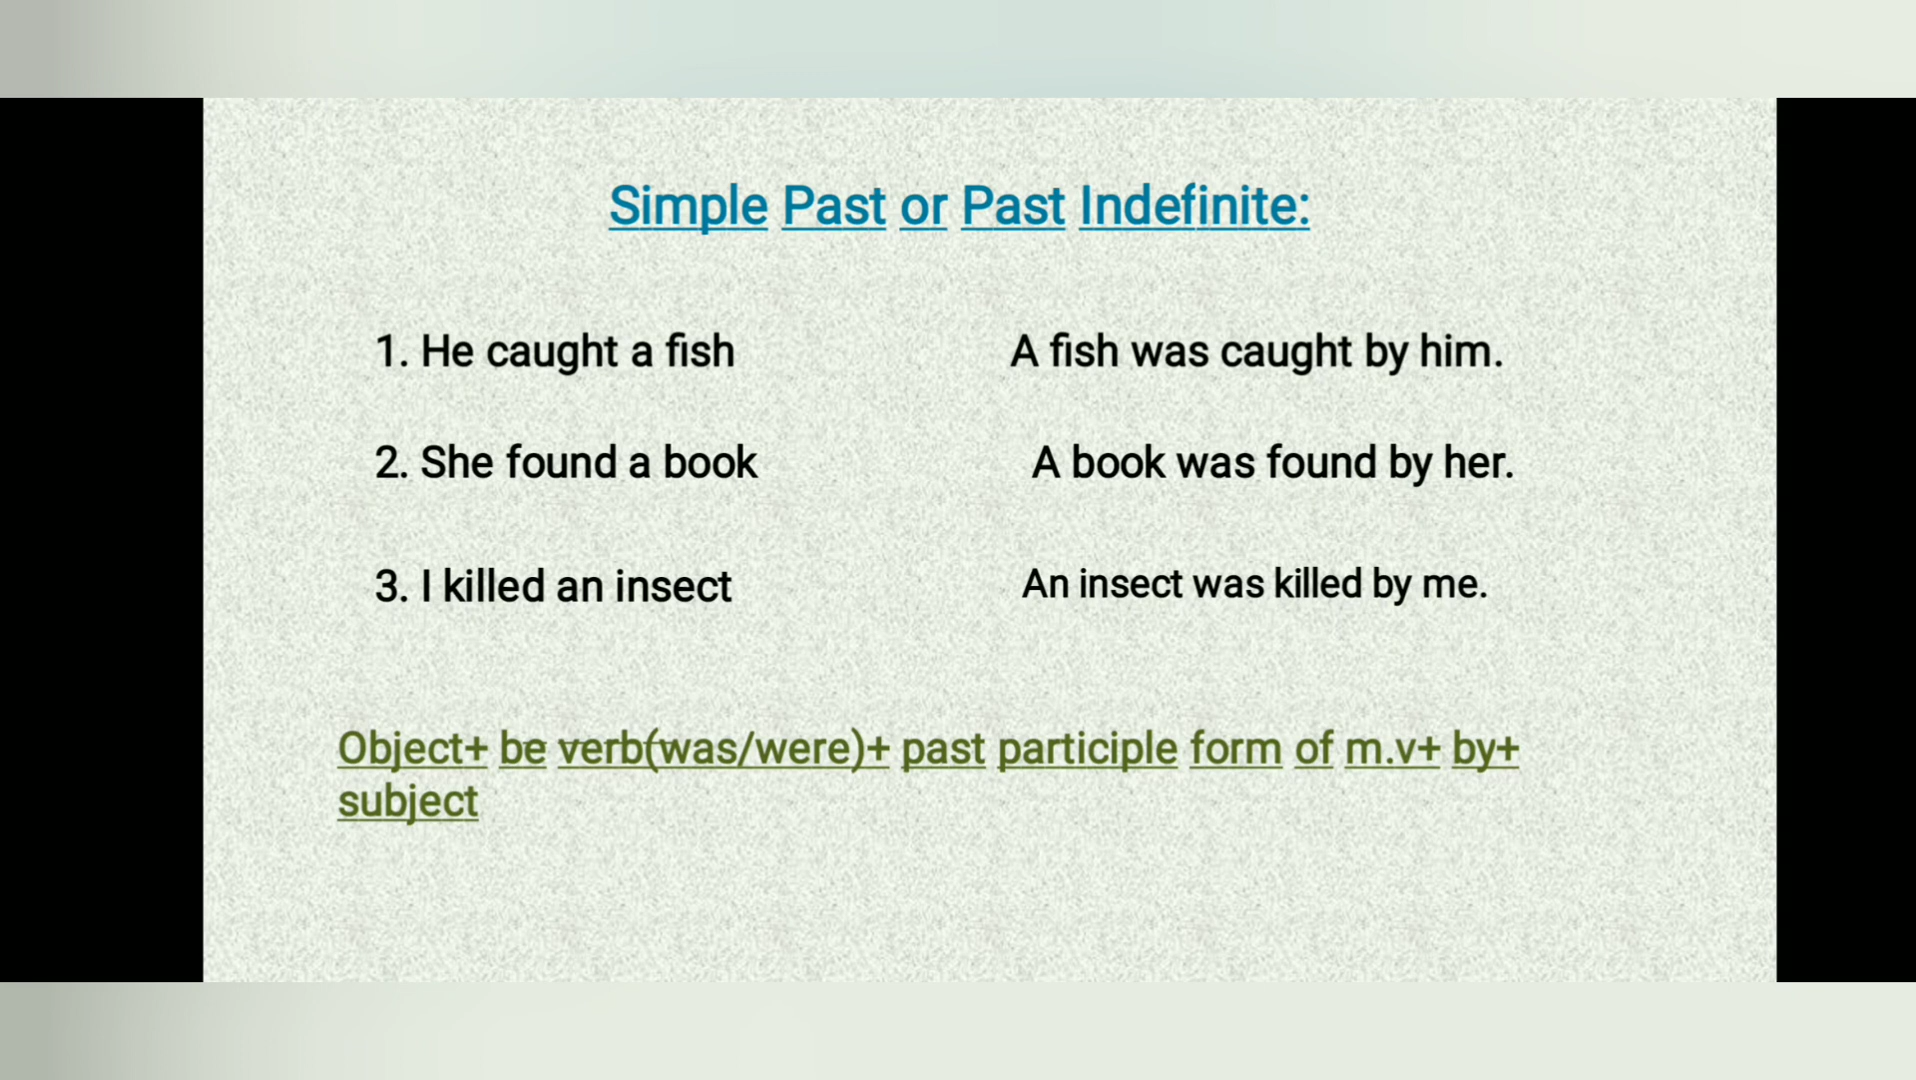 Simple Past or Past Indefinite:
1. He caught a fish A fish was caught by him.
2. She found a book A book was found by her.
3. I killed an insect An insect was killed by me.
Object+ be verb(was/were)+ past participle form of m.v+ by+
subject